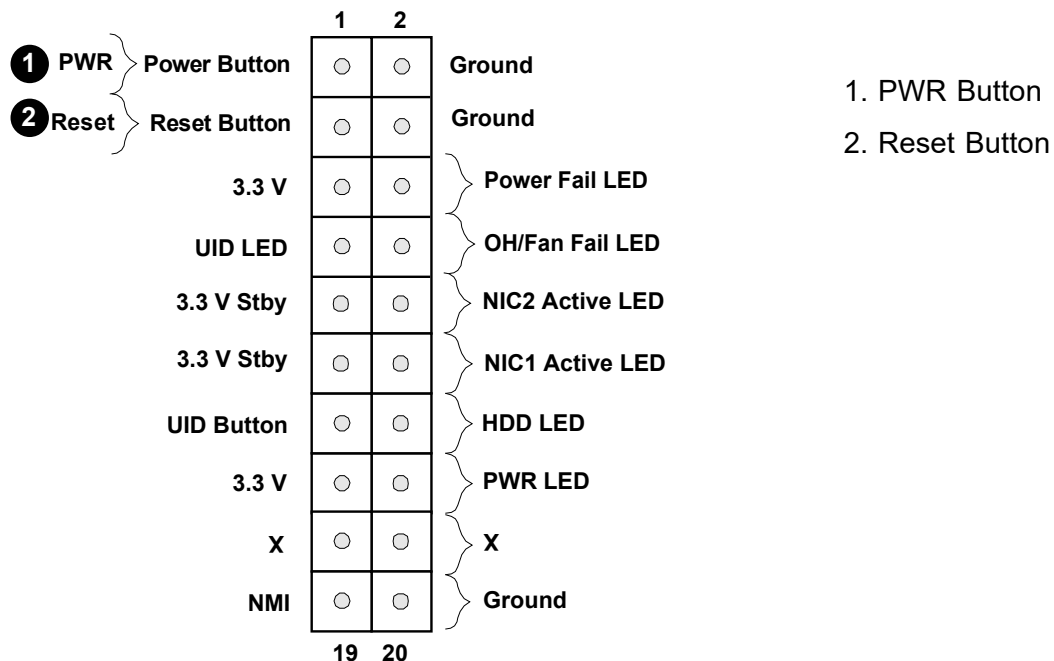 1 2
1 PWR Power Button Ground
2 Reset Reset Button Ground
3.3 V Power Fail LED
UID LED OH/Fan Fail LED
3.3 V Stby NIC2 Active LED
3.3 V Stby NIC1 Active LED
UID Button HDD LED
3.3 V PWR LED
X X
NMI Ground
19 20
1. PWR Button
2. Reset Button